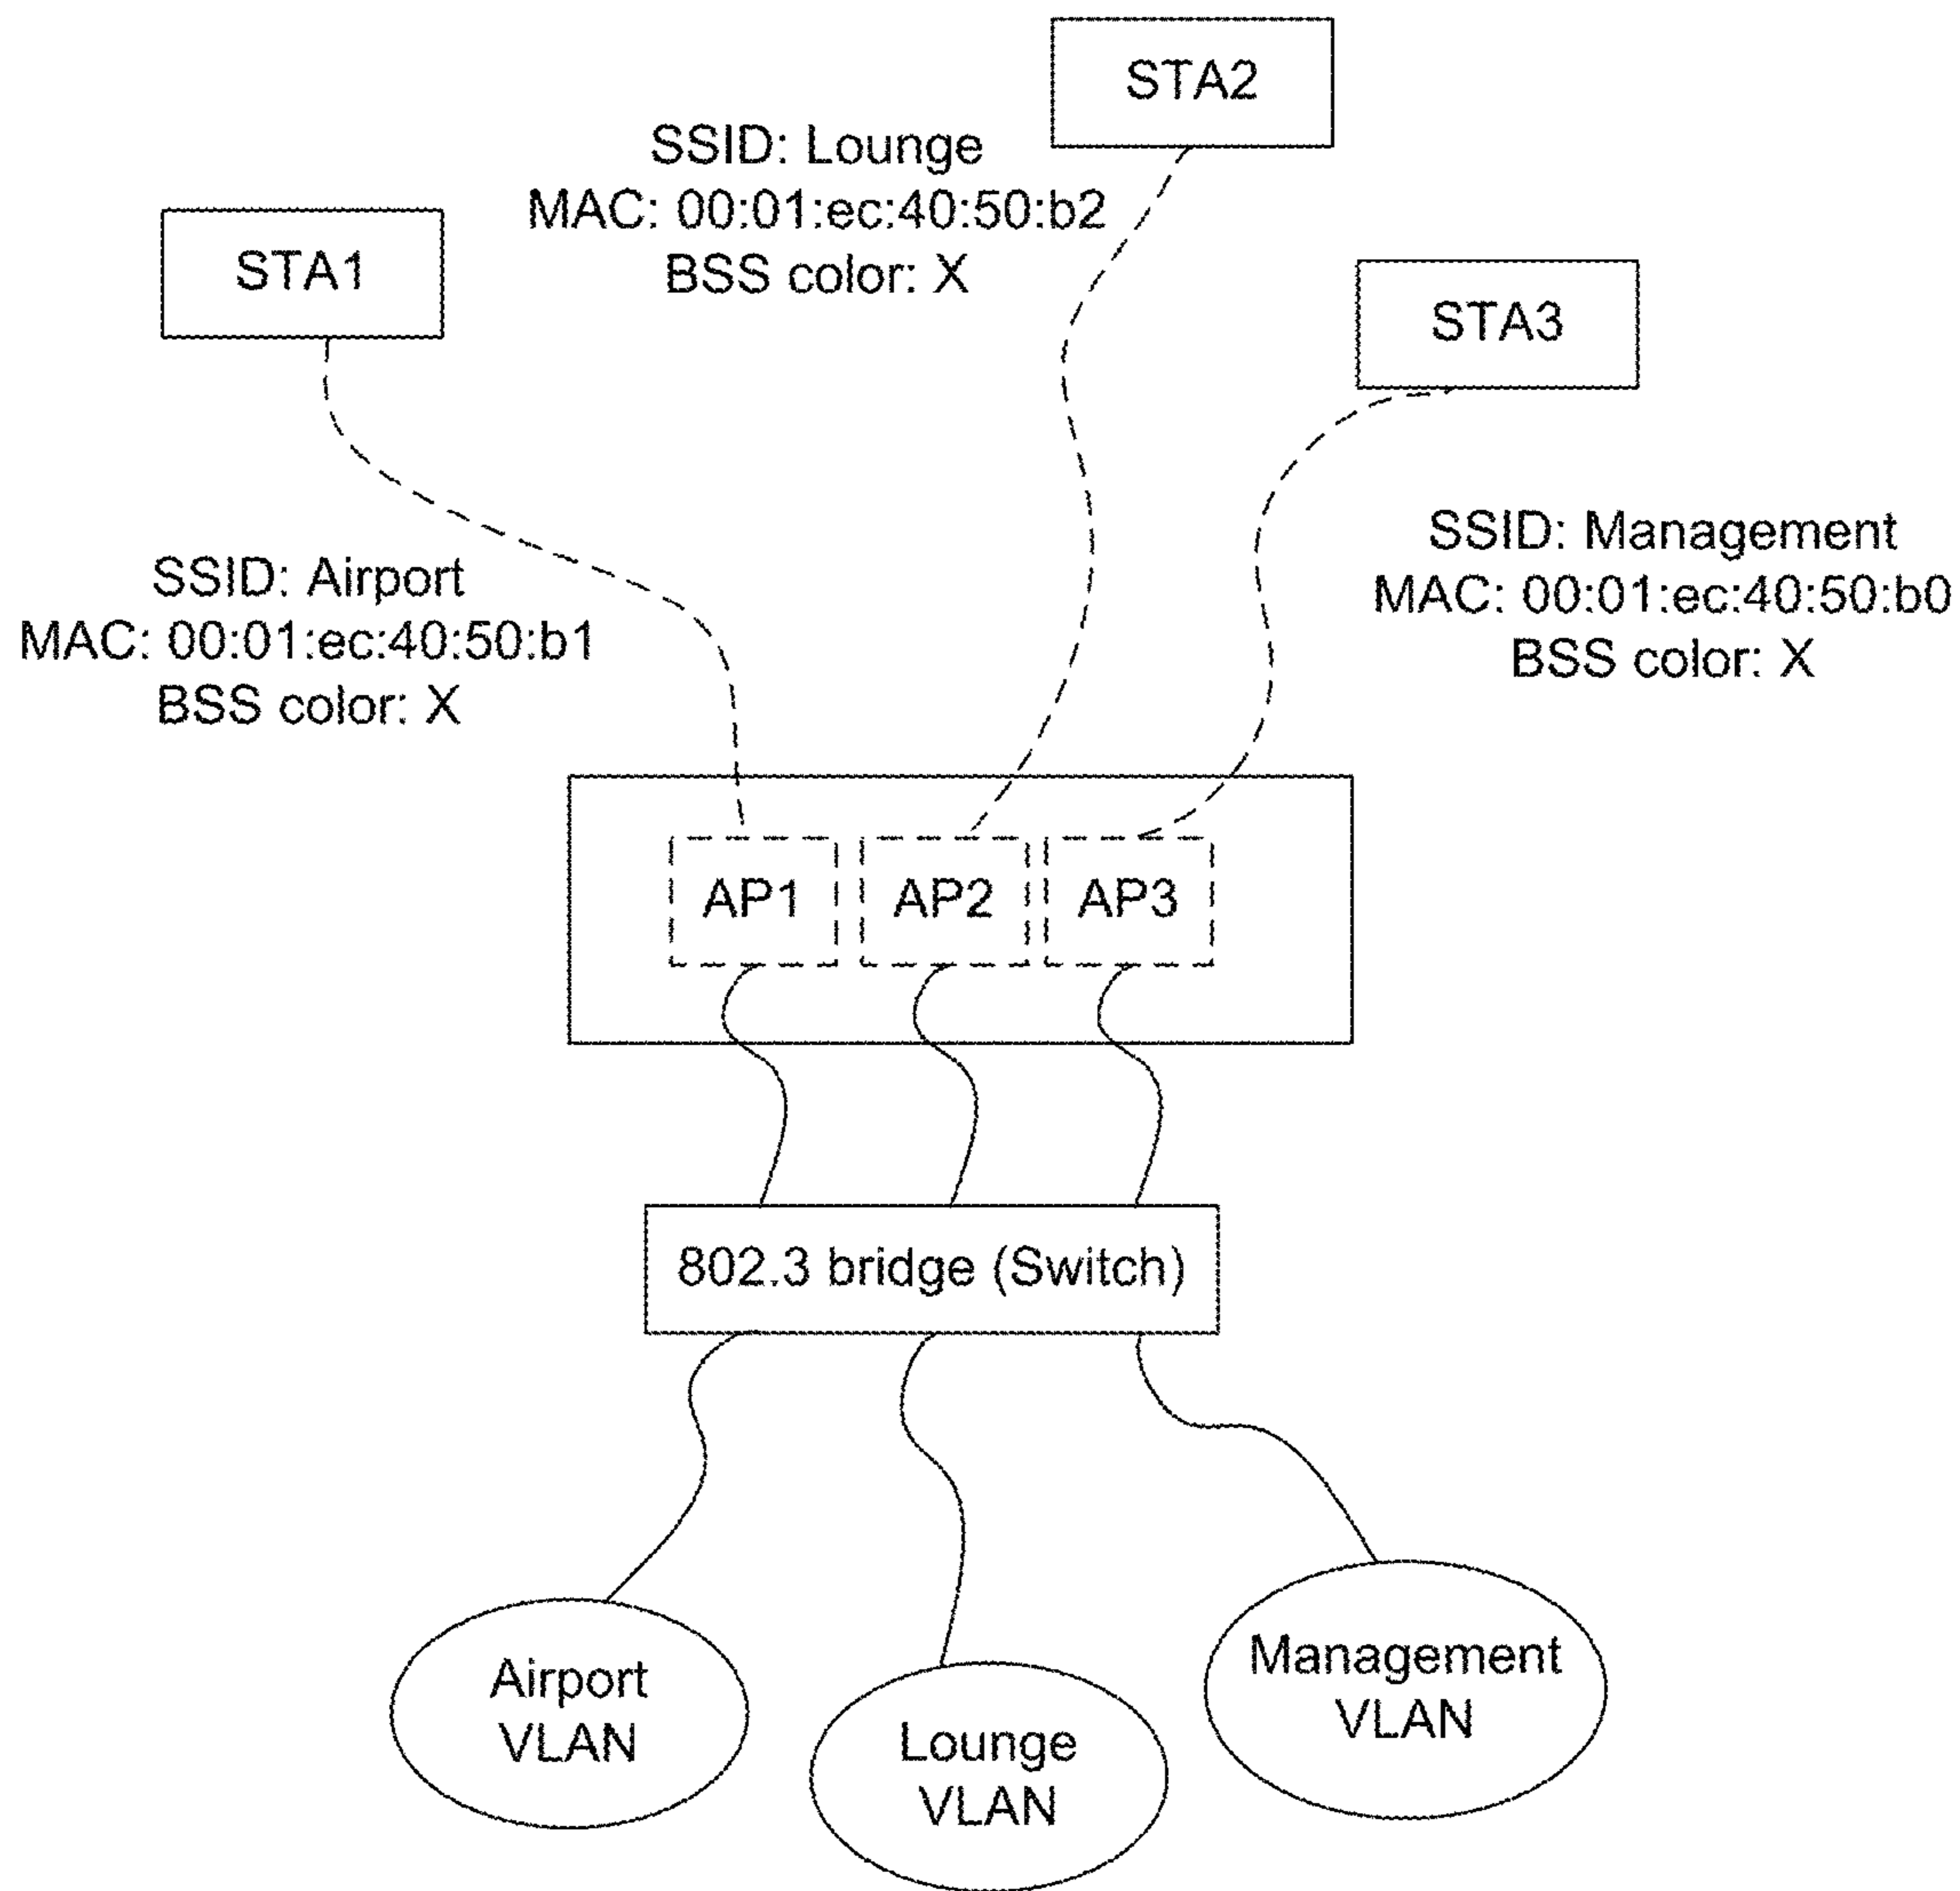 STA2
SSID: Lounge
MAC: 00:01:ec:40:50:b2
BSS color: X
STA1
STA3
SSID: Management
MAC: 00:01:ec:40:50:b0
BSS color: X
SSID: Airport
MAC: 00:01:ec:40:50:b1
BSS color: X
AP1
AP2
AP3
802.3 bridge (Switch)
Airport
VLAN
Lounge
VLAN
Management
VLAN